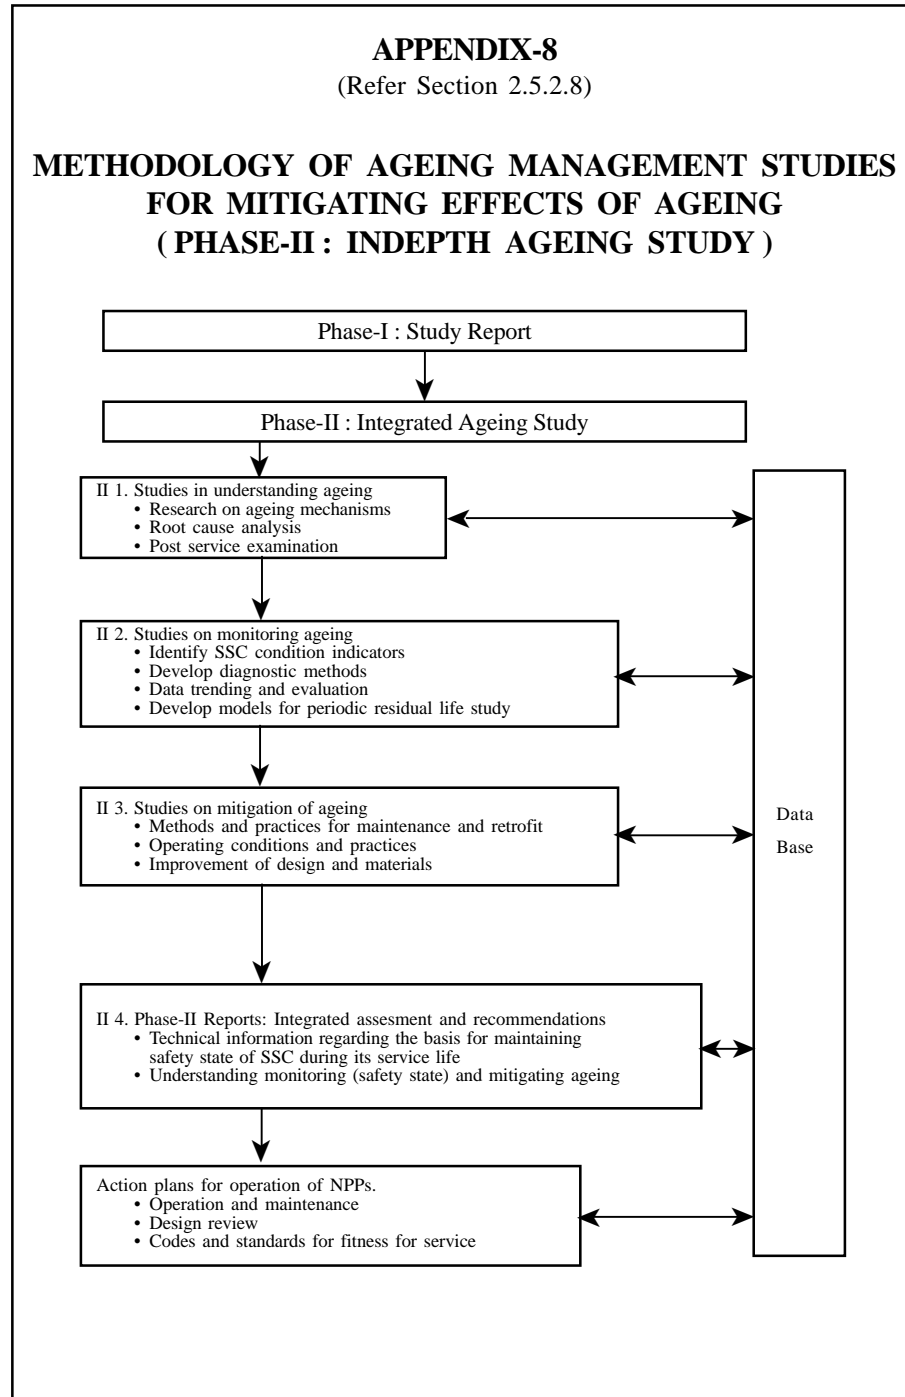 APPENDIX-8
(Refer Section 2.5.2.8)
METHODOLOGY OF AGEING MANAGEMENT STUDIES
FOR MITIGATING EFFECTS OF AGEING
( PHASE-II : INDEPTH AGEING STUDY )
Phase-I : Study Report
Phase-II : Integrated Ageing Study
II 1. Studies in understanding ageing
• Research on ageing mechanisms
• Root cause analysis
• Post service examination
II 2. Studies on monitoring ageing
• Identify SSC condition indicators
• Develop diagnostic methods
• Data trending and evaluation
• Develop models for periodic residual life study
II 3. Studies on mitigation of ageing
• Methods and practices for maintenance and retrofit
• Operating conditions and practices
• Improvement of design and materials
Data
Base
II 4. Phase-II Reports: Integrated assesment and recommendations
• Technical information regarding the basis for maintaining
safety state of SSC during its service life
• Understanding monitoring (safety state) and mitigating ageing
Action plans for operation of NPPs.
• Operation and maintenance
• Design review
• Codes and standards for fitness for service